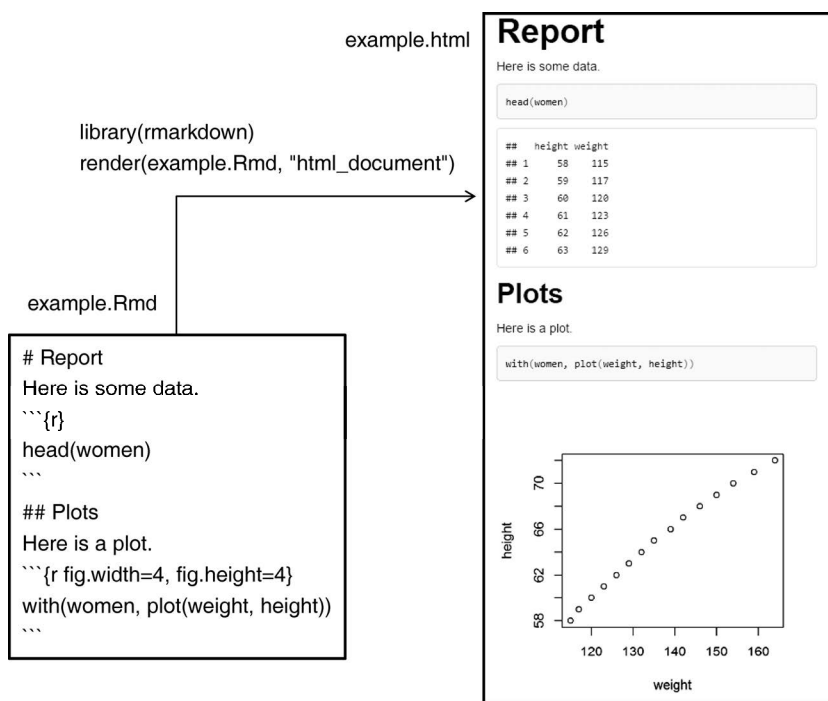 example.html
library(rmarkdown)
render(example.Rmd, "html_document")
example.Rmd
# Report
Here is some data.
```{r}
head(women)
```
## Plots
Here is a plot.
```{r fig.width=4, fig.height=4}
with(women, plot(weight, height))
```
Report
Here is some data.
head(women)
##   height weight
## 1     58    115
## 2     59    117
## 3     60    120
## 4     61    123
## 5     62    126
## 6     63    129
Plots
Here is a plot.
with(women, plot(weight, height))
70
66
62
58
height
120 130 140 150 160
weight